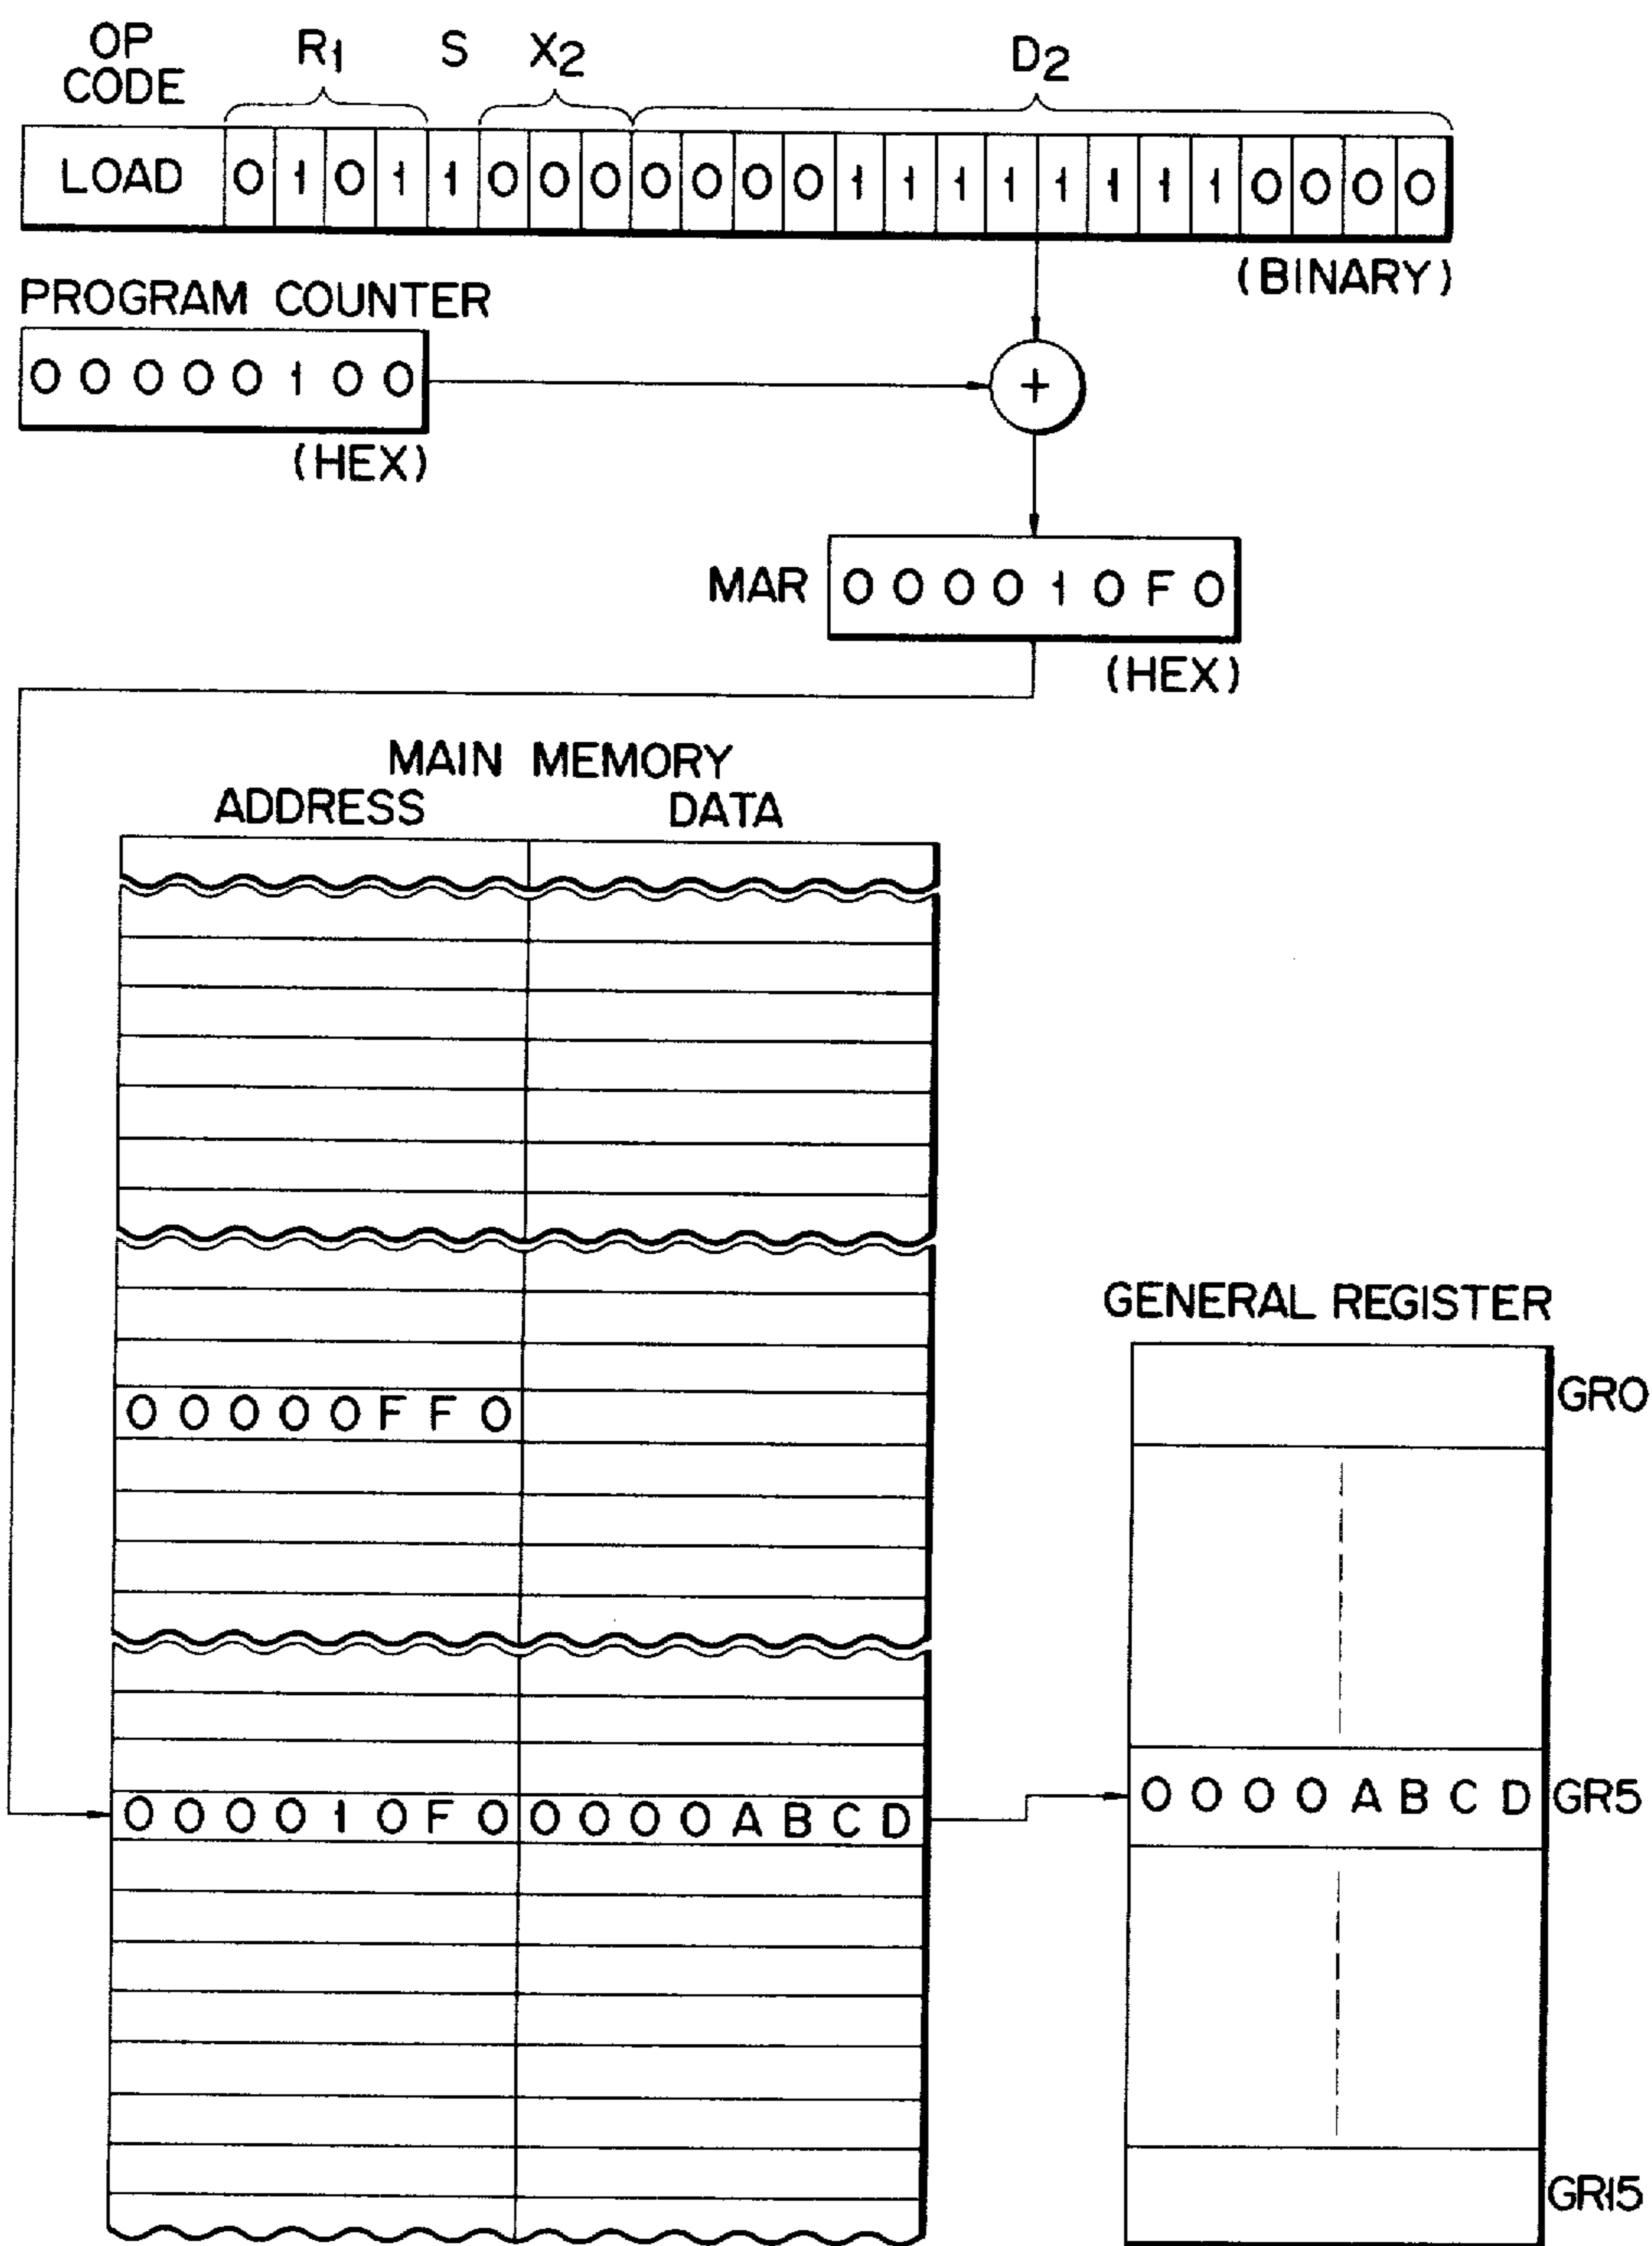 OP CODE R1 S X2 D2
LOAD 0 1 0 1 1 0 0 0 0 0 0 0 1 1 1 1 1 1 1 1 0 0 0 0
(BINARY)
PROGRAM COUNTER
0 0 0 0 0 1 0 0
+
(HEX)
MAR 0 0 0 0 1 0 F 0
(HEX)
MAIN MEMORY
ADDRESS DATA
GENERAL REGISTER
GR0
0 0 0 0 0 F F 0
0 0 0 0 1 0 F 0 0 0 0 0 A B C D
0 0 0 0 A B C D GR5
GR15